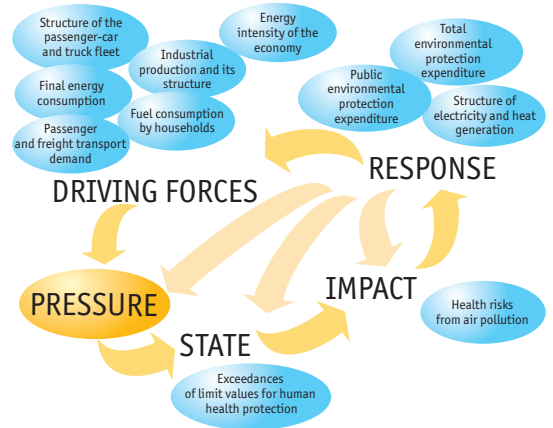 Structure of the
passenger-car
and truck fleet
Industrial
production and its
structure
Energy
intensity of the
economy
Final energy
consumption
Fuel consumption
by households
Passenger
and freight transport
demand
Total
environmental
protection
expenditure
Public
environmental
protection
expenditure
Structure of
electricity and heat
generation
DRIVING FORCES
RESPONSE
PRESSURE
STATE
IMPACT
Health risks
from air pollution
Exceedances
of limit values for human
health protection